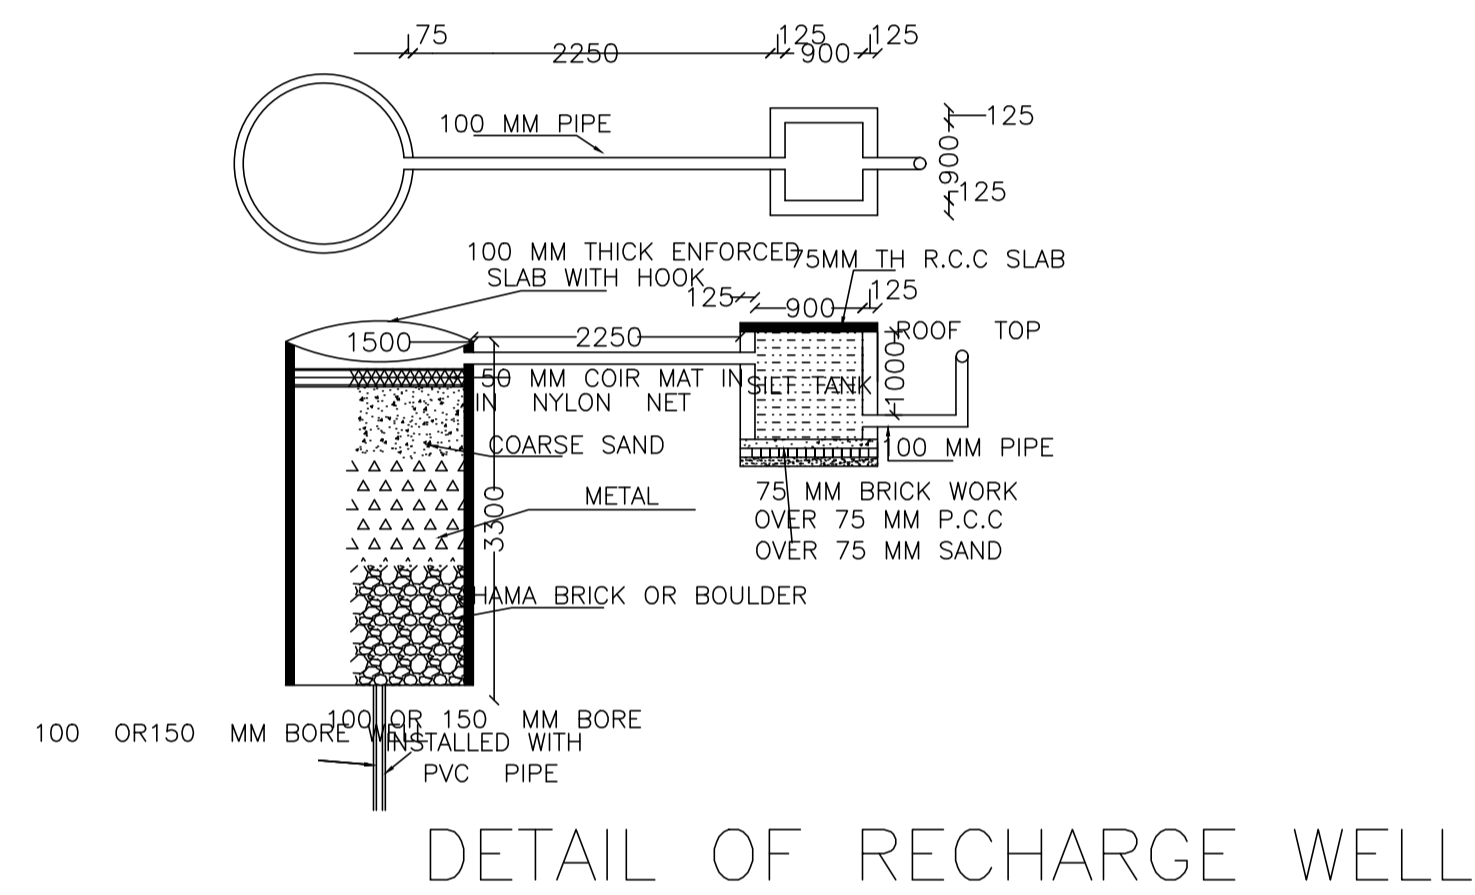 75
2250
125
900
125
100 MM PIPE
125
900
125
100 MM THICK ENFORCED
SLAB WITH HOOK
75MM TH R.C.C SLAB
125
900
125
1500
2250
ROOF TOP
1000
50 MM COIR MAT IN
IN NYLON NET
SILT TANK
COARSE SAND
00 MM PIPE
METAL
3300
75 MM BRICK WORK
OVER 75 MM P.C.C
OVER 75 MM SAND
HAMA BRICK OR BOULDER
100 OR 150 MM BORE
INSTALLED WITH
PVC PIPE
100 OR150 MM BORE WELL
DETAIL OF RECHARGE WELL